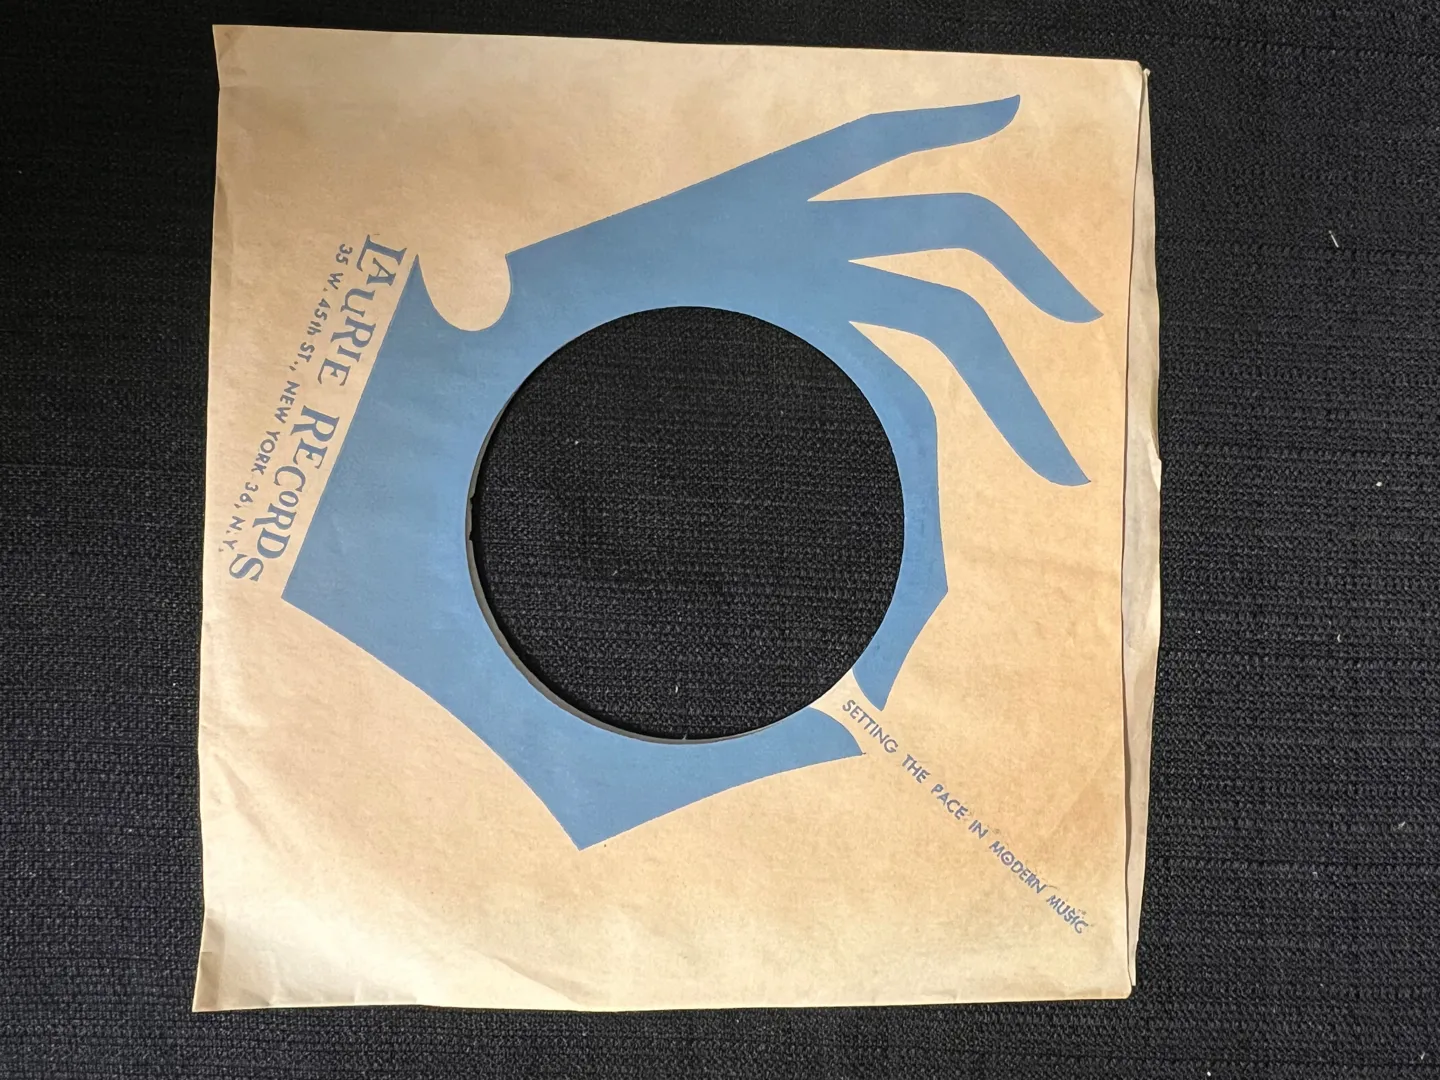 LAURIE RECORDS
35 W. 45th ST., NEW YORK 36, N.Y.
SETTING THE PACE IN MODERN MUSIC